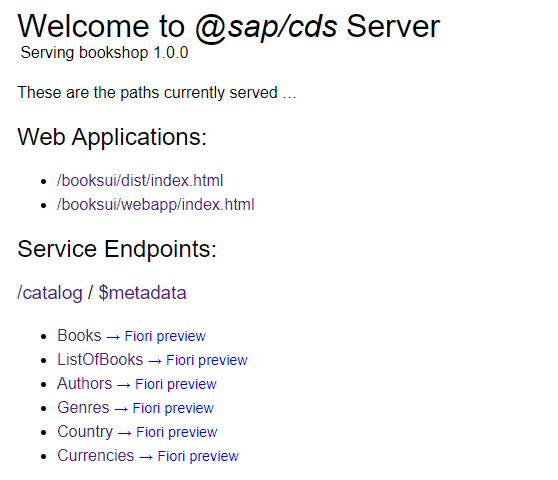 Welcome to @sap/cds Server
Serving bookshop 1.0.0
These are the paths currently served …
Web Applications:
/booksui/dist/index.html
/booksui/webapp/index.html
Service Endpoints:
/catalog / $metadata
Books → Fiori preview
ListOfBooks → Fiori preview
Authors → Fiori preview
Genres → Fiori preview
Country → Fiori preview
Currencies → Fiori preview